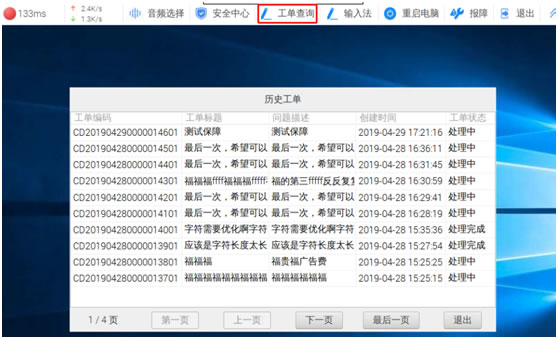 133ms ↑ 2.4K/s ↓ 1.3K/s 音频选择 安全中心 工单查询 输入法 重启电脑 报障 退出
历史工单
工单编码 工单标题 问题描述 创建时间 工单状态
CD201904290000014601 测试保障 测试保障 2019-04-29 17:21:16 处理中
CD201904280000014501 最后一次，希望可以 最后一次，希望可以 2019-04-28 16:36:11 处理中
CD201904280000014401 最后一次，希望可以 最后一次，希望可以 2019-04-28 16:31:45 处理中
CD201904280000014301 福福福ffff福福福fffff 福的第三fffff反反复复 2019-04-28 16:30:59 处理中
CD201904280000014201 最后一次，希望可以 最后一次，希望可以 2019-04-28 16:29:41 处理中
CD201904280000014101 最后一次，希望可以 最后一次，希望可以 2019-04-28 16:28:19 处理中
CD201904280000014001 字符需要优化啊字符 字符需要优化啊字符 2019-04-28 15:35:36 处理完成
CD201904280000013901 应该是字符长度太长 应该是字符长度太长 2019-04-28 15:27:54 处理完成
CD201904280000013801 福福福 福贵福广告费 2019-04-28 15:25:25 处理中
CD201904280000013701 福福福福福福福福福 福福福福福福 2019-04-28 15:25:15 处理中
1 / 4 页 第一页 上一页 下一页 最后一页 退出